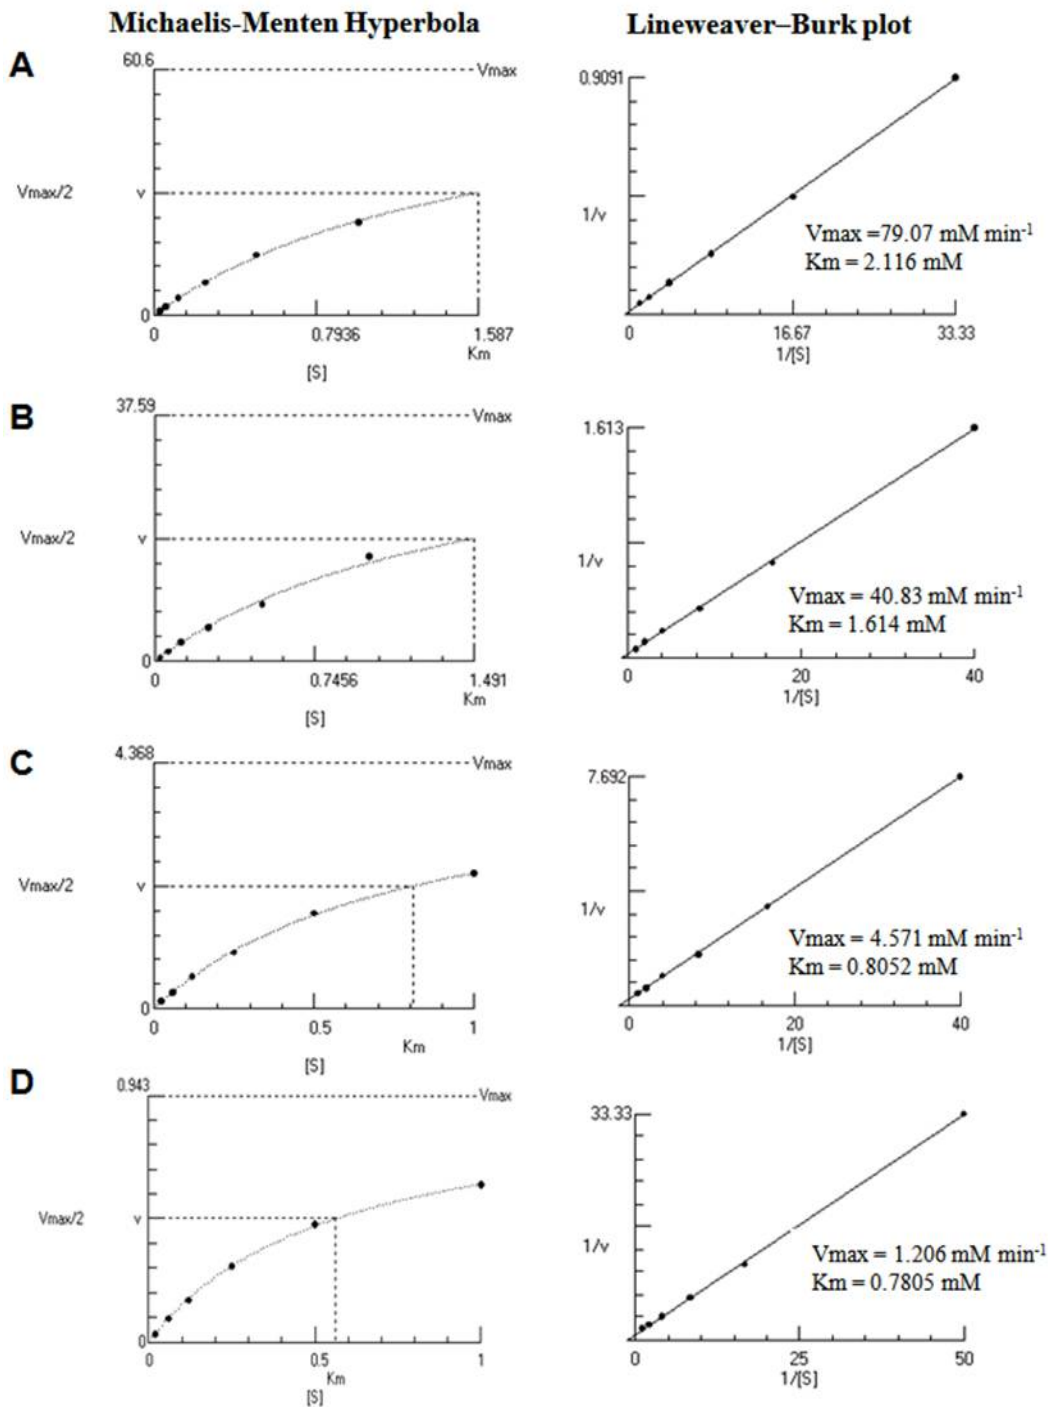 Michaelis-Menten Hyperbola
Lineweaver–Burk plot
A
60.6
Vmax
Vmax/2
v
0
0
0.7936
1.587
Km
[S]
0.9091
1/v
Vmax =79.07 mM min-1
Km = 2.116 mM
0
16.67
33.33
1/[S]
B
37.59
Vmax
Vmax/2
v
0
0
0.7456
1.491
Km
[S]
1.613
1/v
Vmax = 40.83 mM min-1
Km = 1.614 mM
0
20
40
1/[S]
C
4.368
Vmax
Vmax/2
v
0
0
0.5
1
Km
[S]
7.692
1/v
Vmax = 4.571 mM min-1
Km = 0.8052 mM
0
20
40
1/[S]
D
0.943
Vmax
Vmax/2
v
0
0
0.5
1
Km
[S]
33.33
1/v
Vmax = 1.206 mM min-1
Km = 0.7805 mM
0
25
50
1/[S]